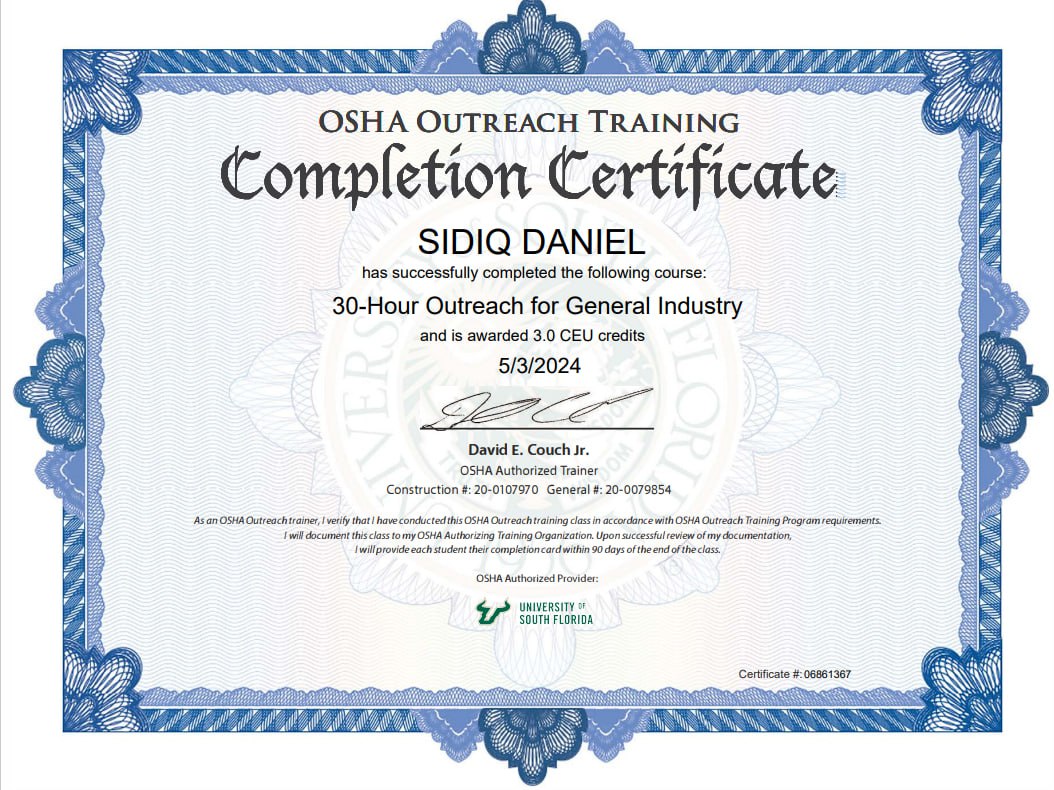 OSHA OUTREACH TRAINING
Completion Certificate
SIDIQ DANIEL
has successfully completed the following course:
30-Hour Outreach for General Industry
and is awarded 3.0 CEU credits
5/3/2024
David E. Couch Jr.
OSHA Authorized Trainer
Construction #: 20-0107970 General #: 20-0079854
As an OSHA Outreach trainer, I verify that I have conducted this OSHA Outreach training class in accordance with OSHA Outreach Training Program requirements.
I will document this class to my OSHA Authorizing Training Organization. Upon successful review of my documentation,
I will provide each student their completion card within 90 days of the end of the class.
OSHA Authorized Provider:
UNIVERSITY OF
SOUTH FLORIDA
Certificate #: 06861367
UNIVERSITY OF SOUTH FLORIDA
1956